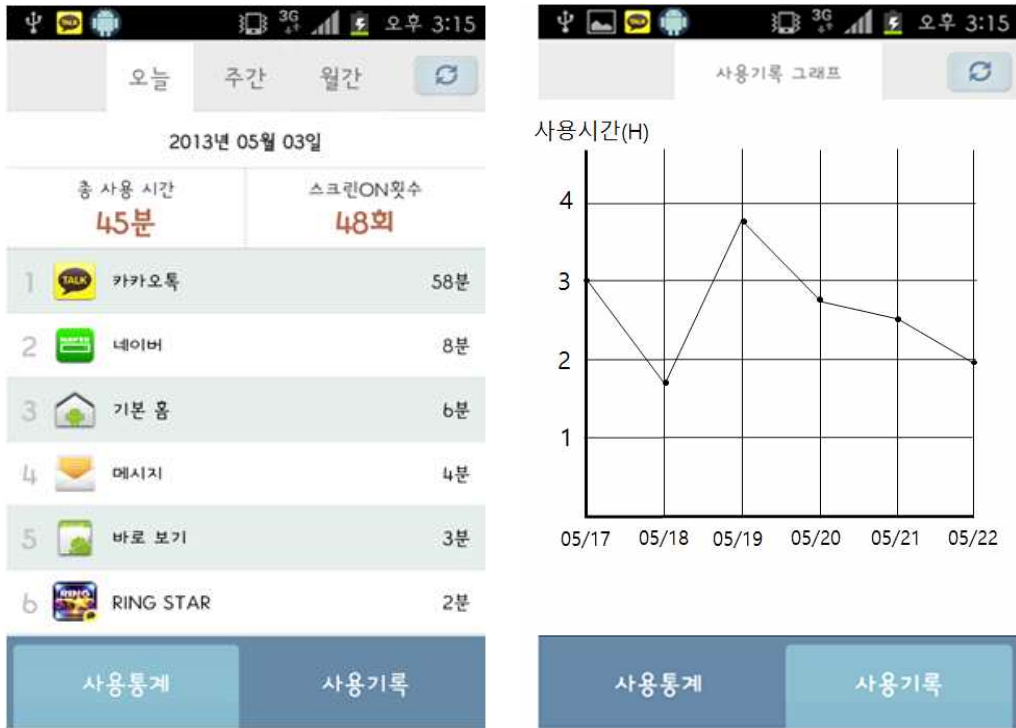 3G 오후 3:15
오늘 주간 월간
2013년 05월 03일
총 사용 시간 스크린ON횟수
45분 48회
1 TALK 카카오톡 58분
2 NAVER 네이버 8분
3 기본 홈 6분
4 메시지 4분
5 바로 보기 3분
6 RING STAR 2분
사용통계 사용기록
TALK 3G 오후 3:15
사용기록 그래프
사용시간(H)
4
3
2
1
05/17 05/18 05/19 05/20 05/21 05/22
사용통계 사용기록